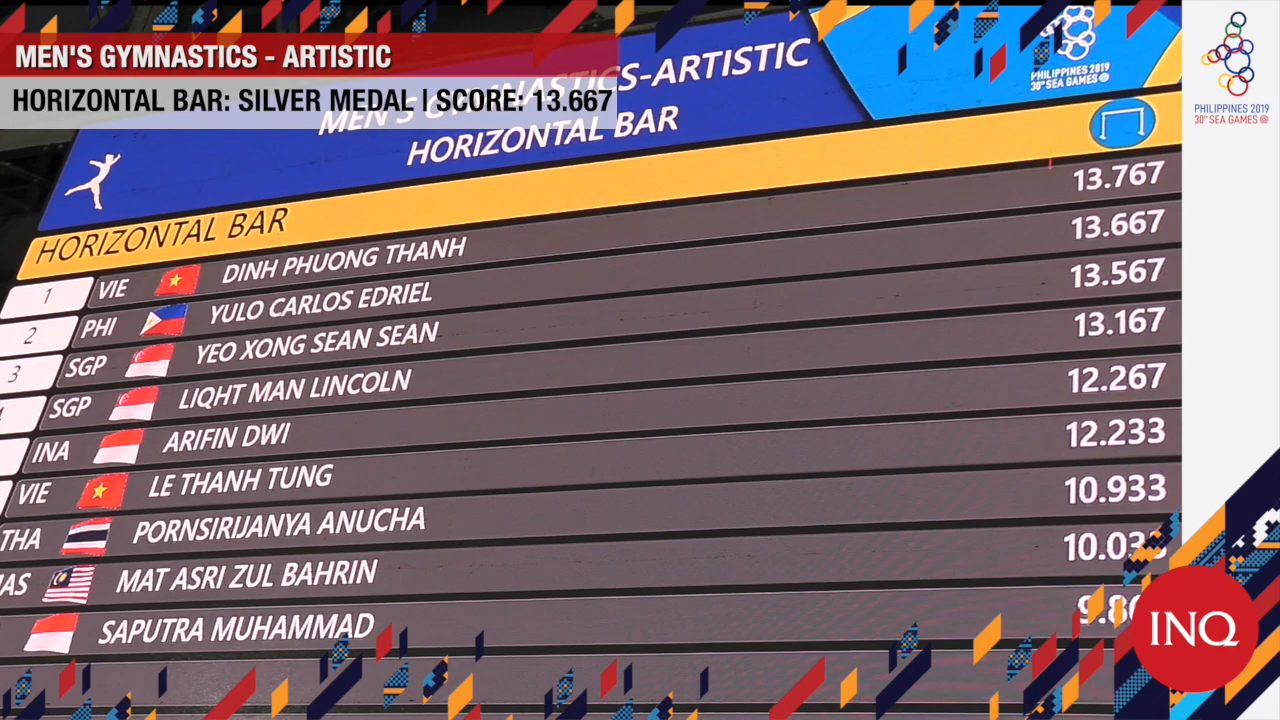 MEN'S GYMNASTICS - ARTISTIC
HORIZONTAL BAR: SILVER MEDAL | SCORE: 13.667
MEN'S GYMNASTICS-ARTISTIC
HORIZONTAL BAR
PHILIPPINES 2019
30TH SEA GAMES
PHILIPPINES 2019
30TH SEA GAMES
HORIZONTAL BAR
1 VIE DINH PHUONG THANH 13.767
2 PHI YULO CARLOS EDRIEL 13.667
3 SGP YEO XONG SEAN SEAN 13.567
SGP LIQHT MAN LINCOLN 13.167
INA ARIFIN DWI 12.267
VIE LE THANH TUNG 12.233
THA PORNSIRIJANYA ANUCHA 10.933
MAT ASRI ZUL BAHRIN
SAPUTRA MUHAMMAD
INQ